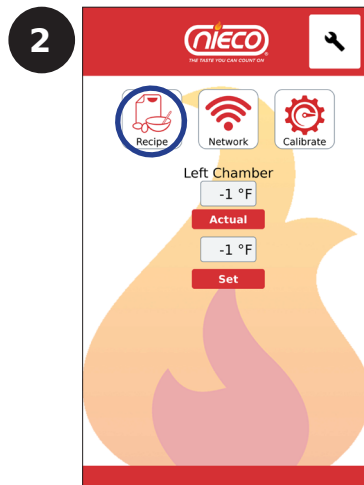 2
nieco
THE TASTE YOU CAN COUNT ON
Recipe
Network
Calibrate
Left Chamber
-1 °F
Actual
-1 °F
Set